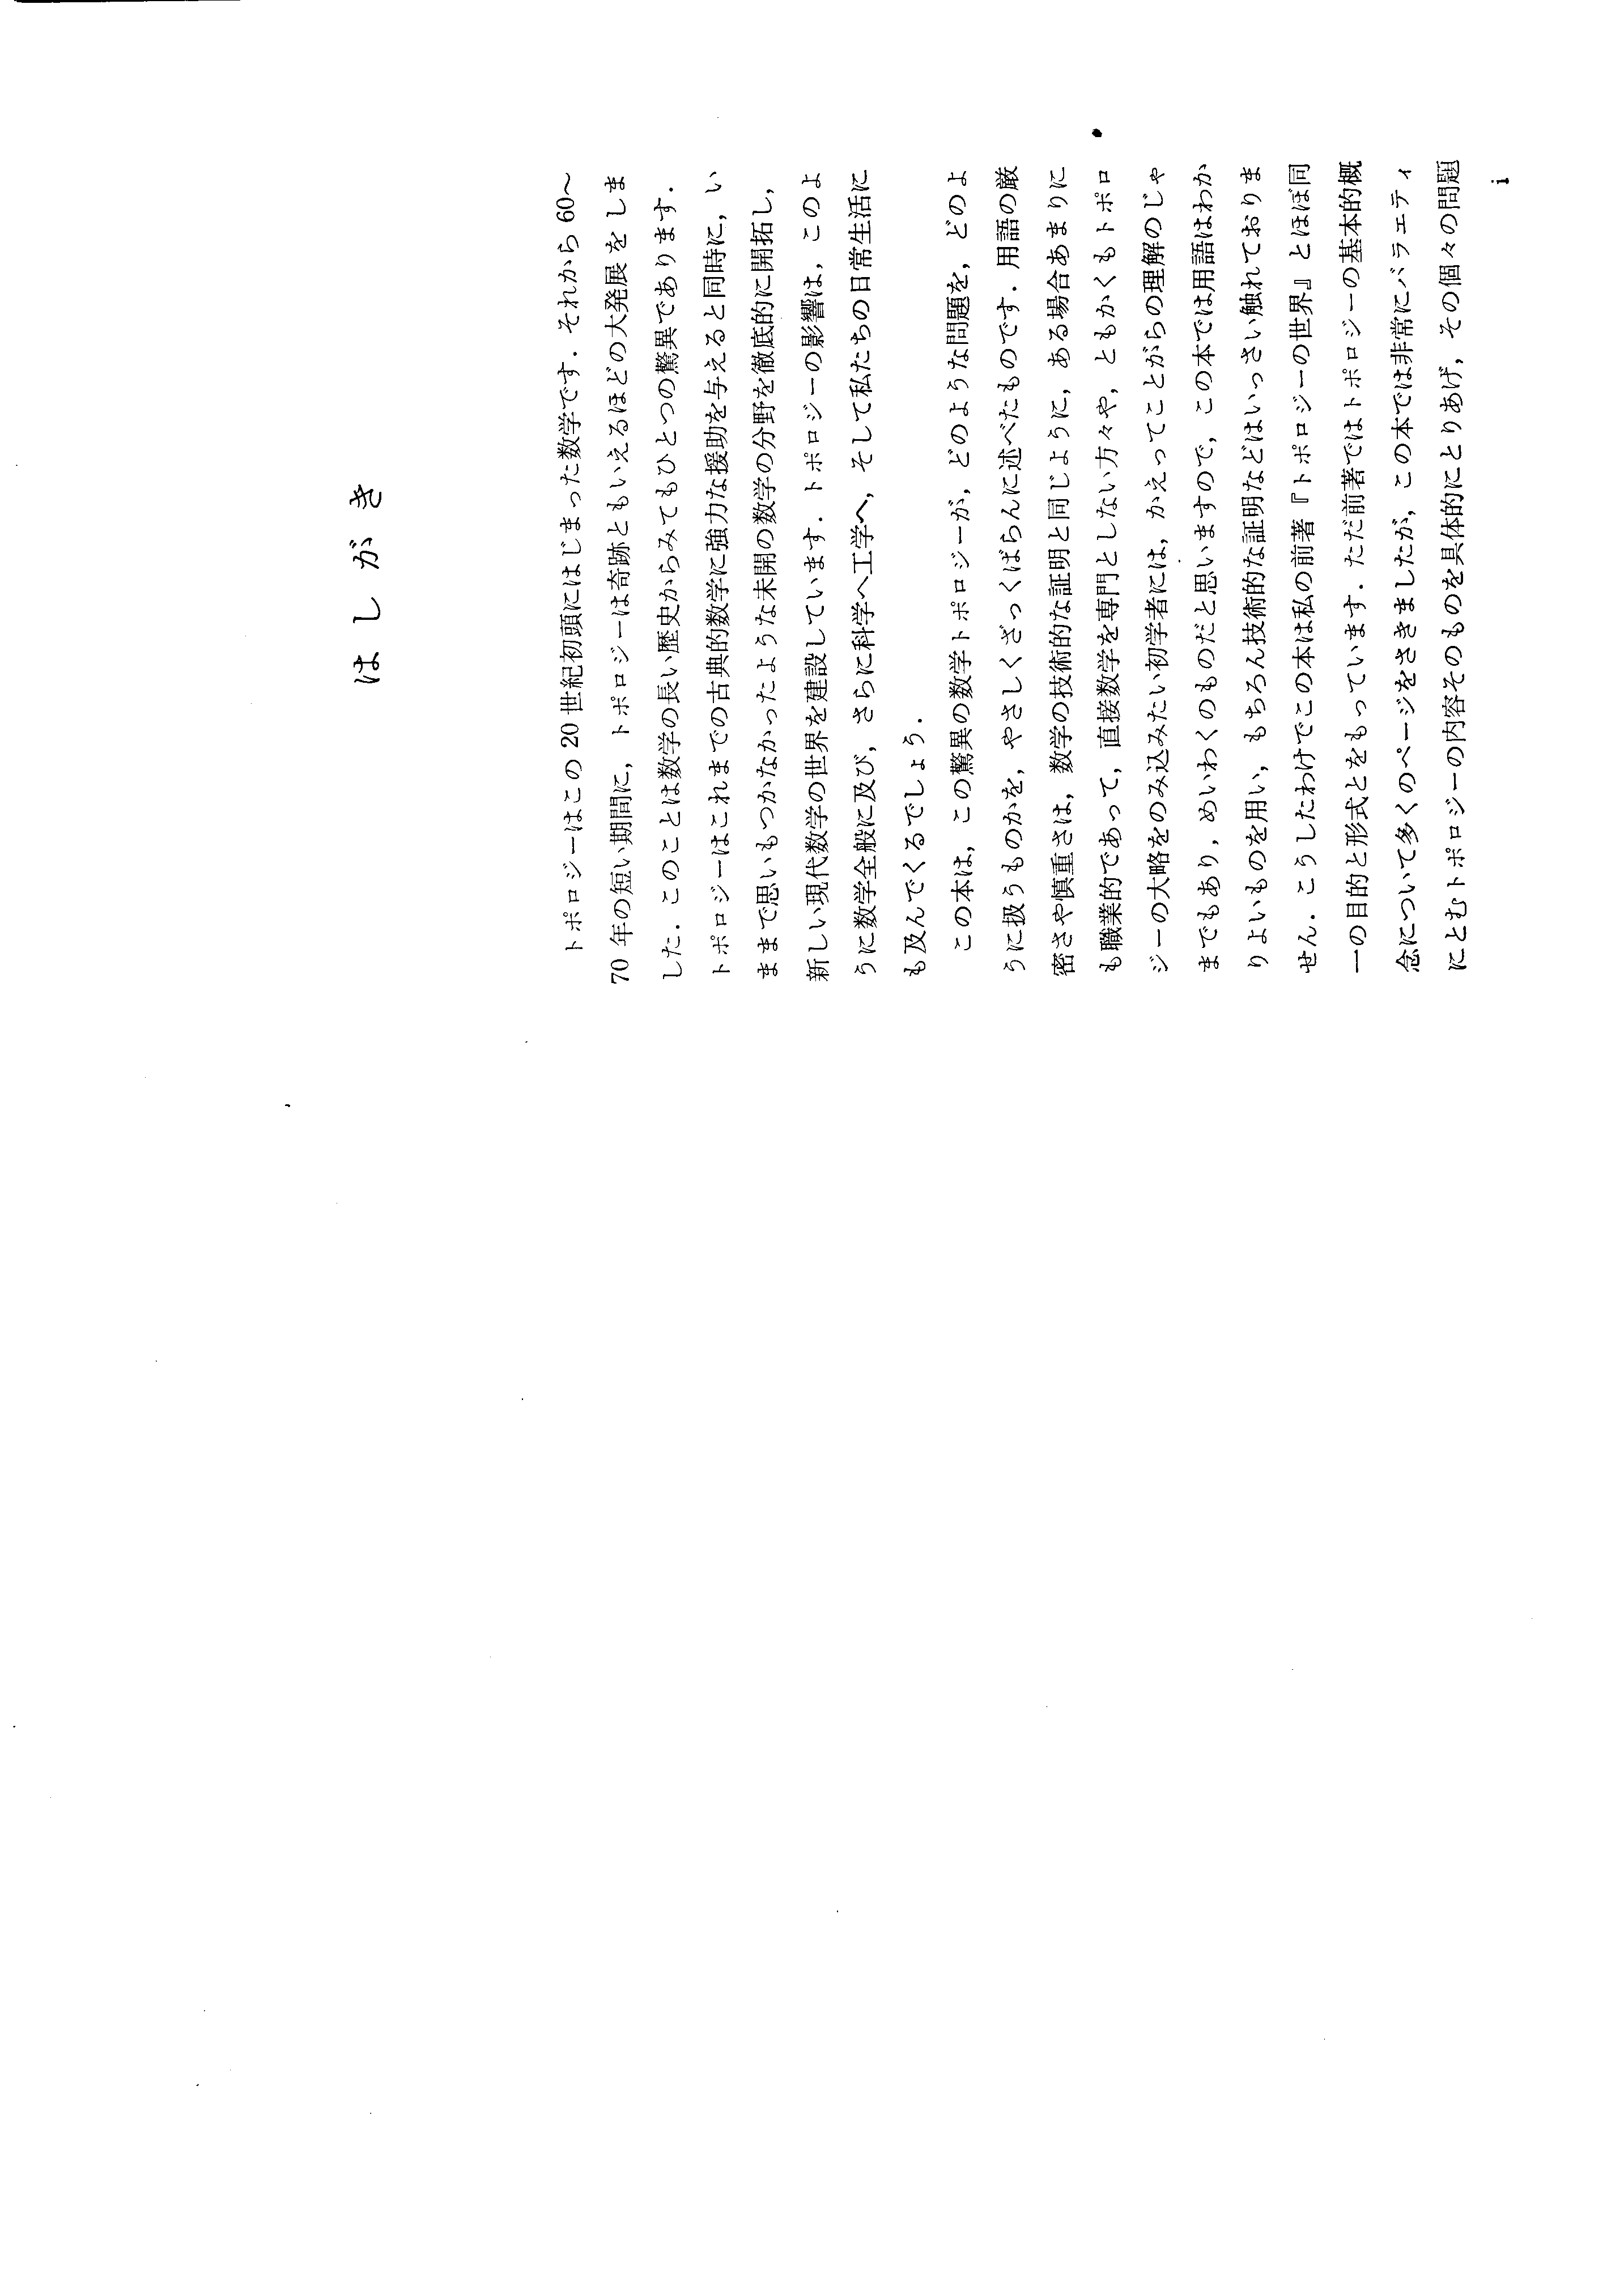 はしがき
トポロジーはこの20世紀初頭にはじまった数学です．それから60〜
70年の短い期間に，トポロジーは奇跡ともいえるほどの大発展をしま
した．このことは数学の長い歴史からみてもひとつの驚異であります．
トポロジーはこれまでの古典的数学に強力な援助を与えると同時に，い
ままで思いもつかなかったような未開の数学の分野を徹底的に開拓し，
新しい現代数学の世界を建設しています．トポロジーの影響は，このよ
うに数学全般に及び，さらに科学へ工学へ，そして私たちの日常生活に
も及んでくるでしょう．
この本は，この驚異の数学トポロジーが，どのような問題を，どのよ
うに扱うものかを，やさしくざっくばらんに述べたものです．用語の厳
密さや慎重さは，数学の技術的な証明と同じように，ある場合あまりに
も職業的であって，直接数学を専門としない方々や，ともかくもトポロ
ジーの大略をのみ込みたい初学者には，かえってことがらの理解のじゃ
までもあり，めいわくのものだと思いますので，この本では用語はわか
りよいものを用い，もちろん技術的な証明などはいっさい触れておりま
せん．こうしたわけでこの本は私の前著『トポロジーの世界』とほぼ同
一の目的と形式とをもっています．ただ前著ではトポロジーの基本的概
念について多くのページをさきましたが，この本では非常にバラエティ
にとむトポロジーの内容そのものを具体的にとりあげ，その個々の問題
i